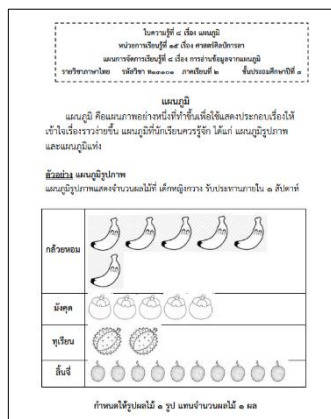 ใบความรู้ที่ ๘ เรื่อง แผนภูมิ
หน่วยการเรียนรู้ที่ ๑๕ เรื่อง ศาสตร์ศิลป์การอา
แผนการจัดการเรียนรู้ที่ ๘ เรื่อง การอ่านข้อมูลจากแผนภูมิ
รายวิชาภาษาไทย รหัสวิชา ภาคเรียนที่ ๒ ชั้นประถมศึกษาปีที่
แผนภูมิ
แผนภูมิ คือแผนภาพอย่างหนึ่งที่ทำขึ้นเพื่อใช้แสดงประกอบเรื่องให้
เข้าใจเรื่องราวง่ายขึ้น แผนภูมิที่นักเรียนควรรู้จัก ได้แก่ แผนภูมิรูปภาพ
และแผนภูมิแท่ง
ตัวอย่าง แผนภูมิรูปภาพ
แผนภูมิรูปภาพแสดงจำนวนผลไม้ที่ เด็กหญิงกวาง รับประทานภายใน ๑ สัปดาห์
กล้วยหอม
มังคุด
ทุเรียน
ลิ้นจี่
กำหนดให้รูปผลไม้ ๑ รูป แทนจำนวนผลไม้ ๑ ผล